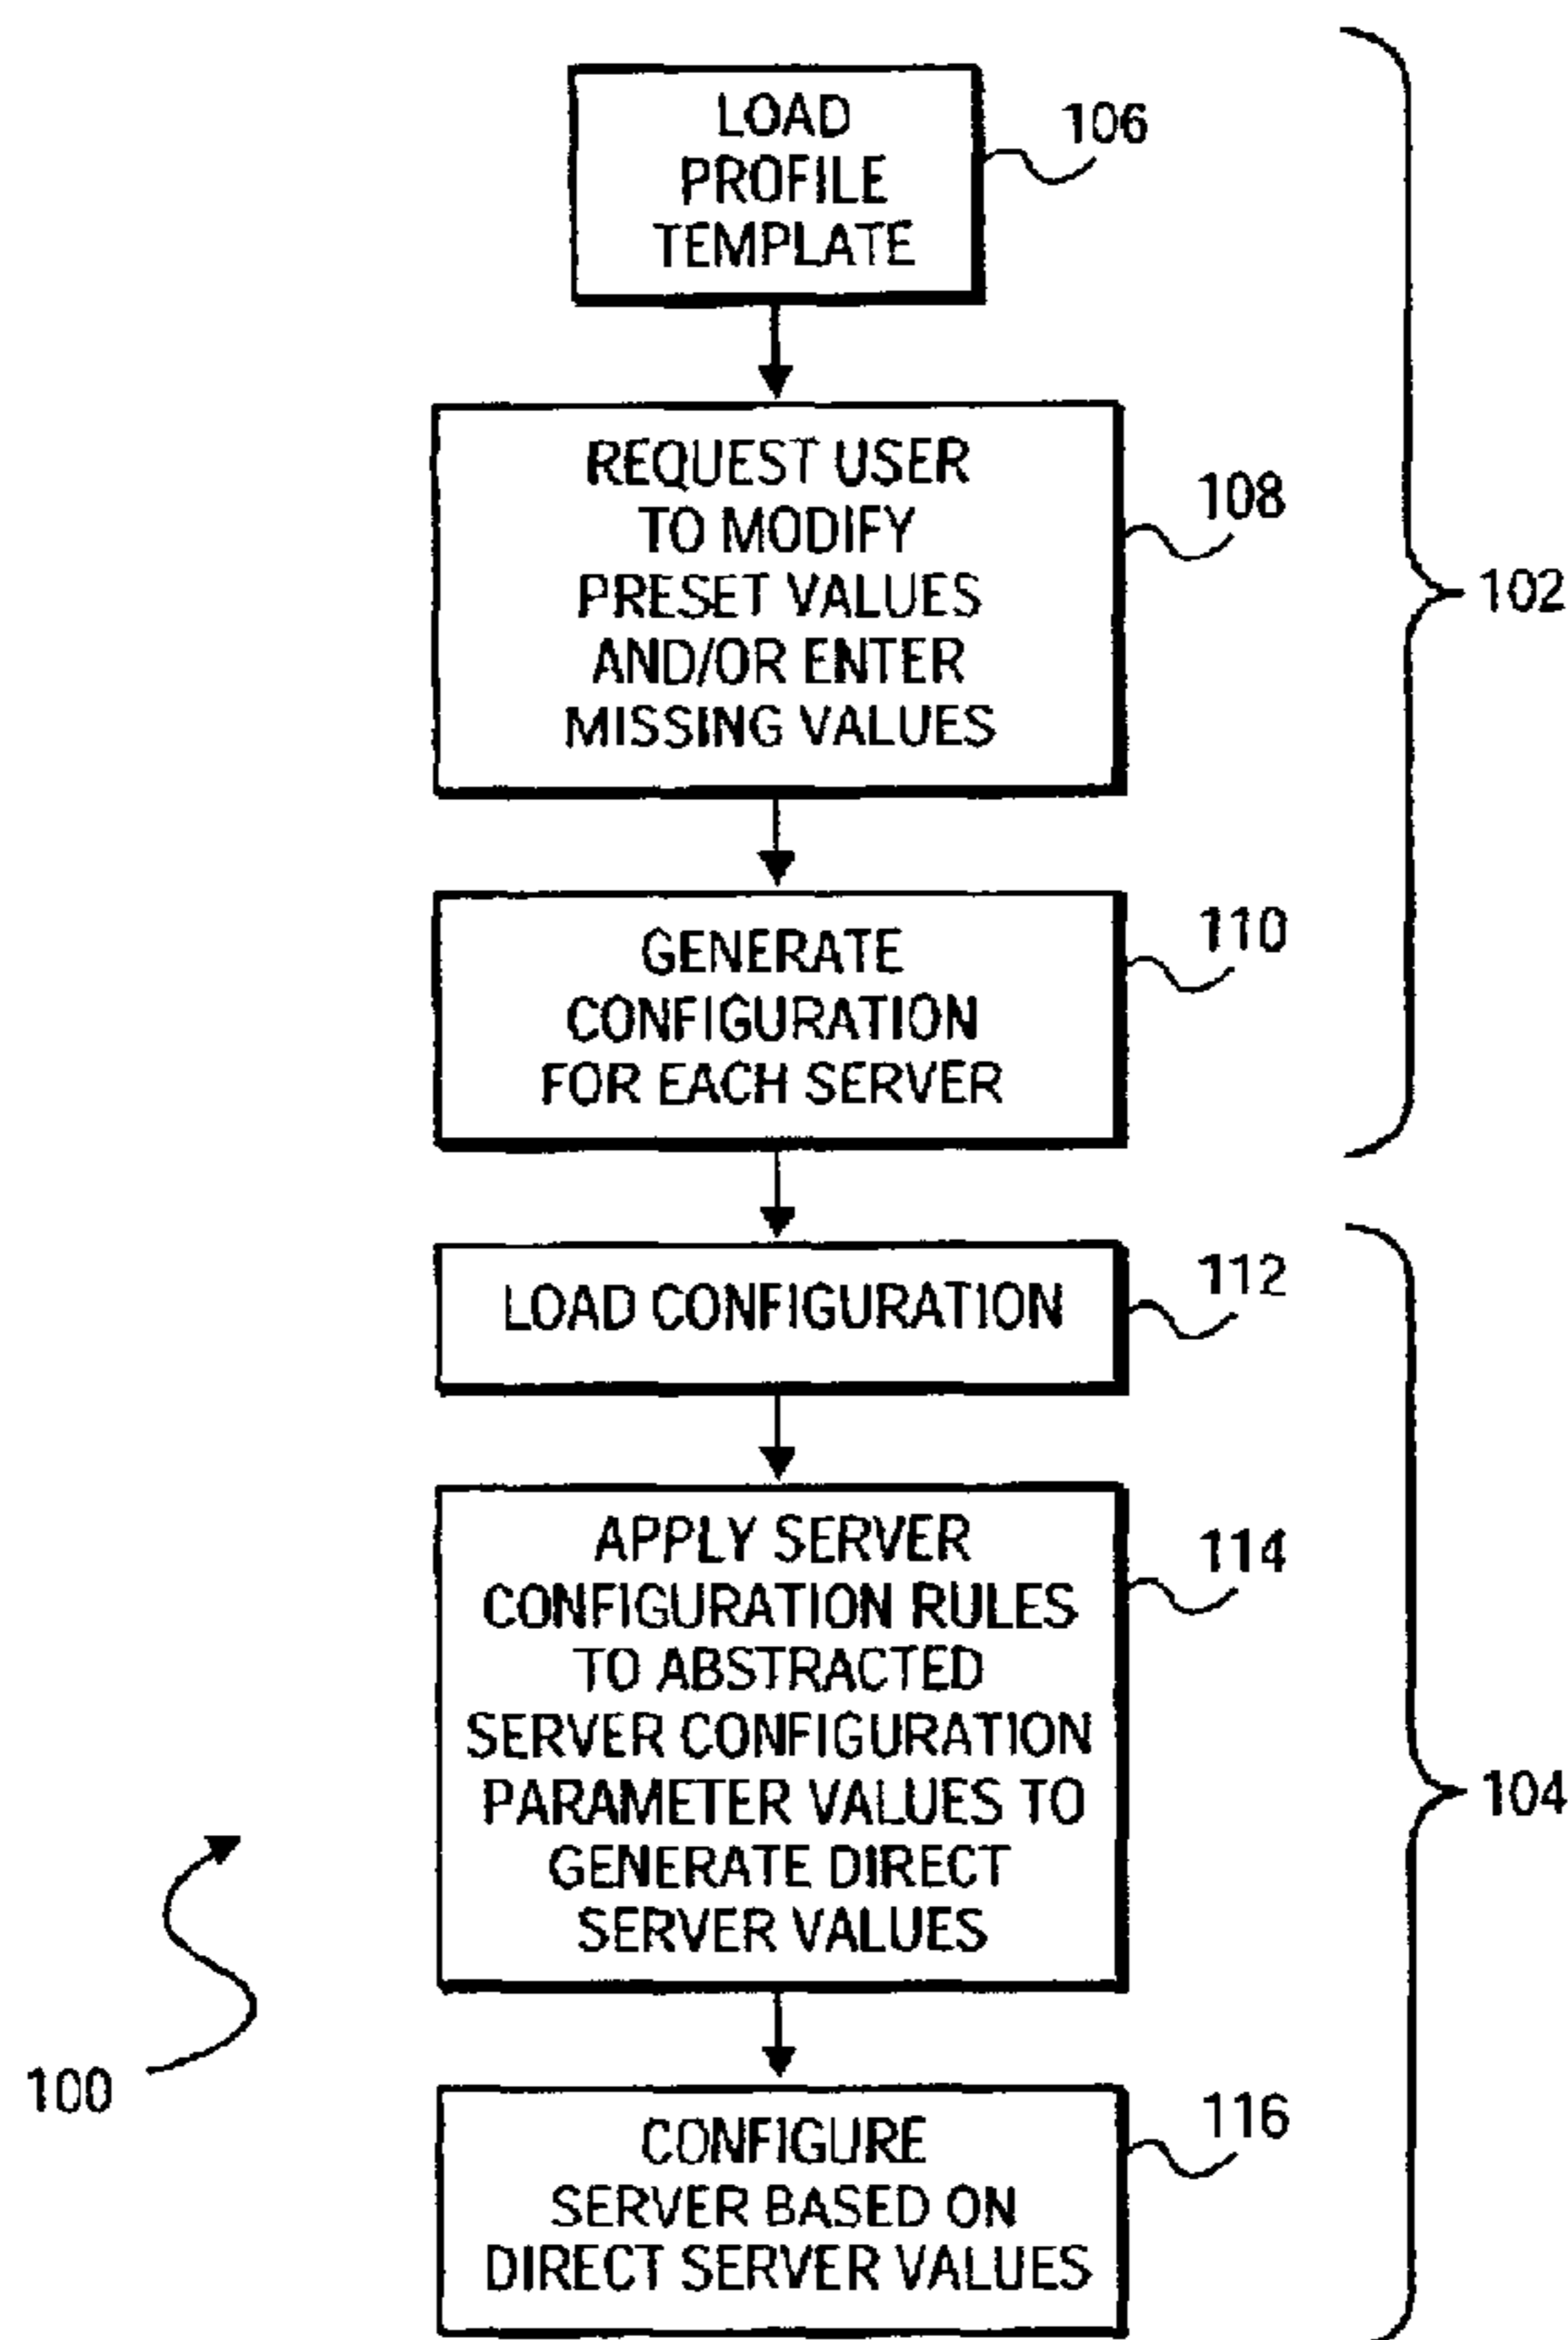 LOAD
PROFILE
TEMPLATE
106
REQUEST USER
TO MODIFY
PRESET VALUES
AND/OR ENTER
MISSING VALUES
108
102
GENERATE
CONFIGURATION
FOR EACH SERVER
110
LOAD CONFIGURATION
112
APPLY SERVER
CONFIGURATION RULES
TO ABSTRACTED
SERVER CONFIGURATION
PARAMETER VALUES TO
GENERATE DIRECT
SERVER VALUES
114
104
100
CONFIGURE
SERVER BASED ON
DIRECT SERVER VALUES
116